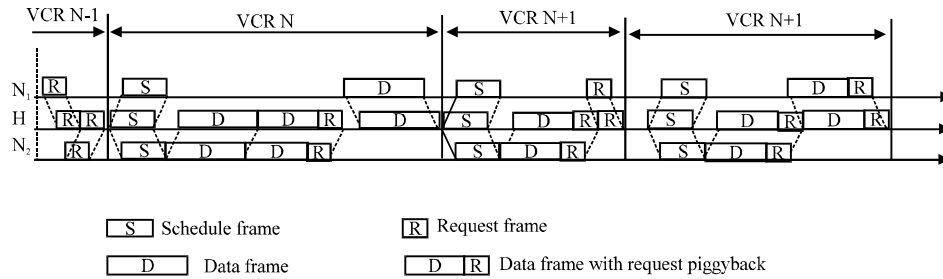 VCR N-1 VCR N VCR N+1 VCR N+1
N1 R S D S R S D R
H R R S D D R D S D R R S D R D R
N2 R S D D R S D R S D R
S Schedule frame R Request frame
D Data frame D R Data frame with request piggyback